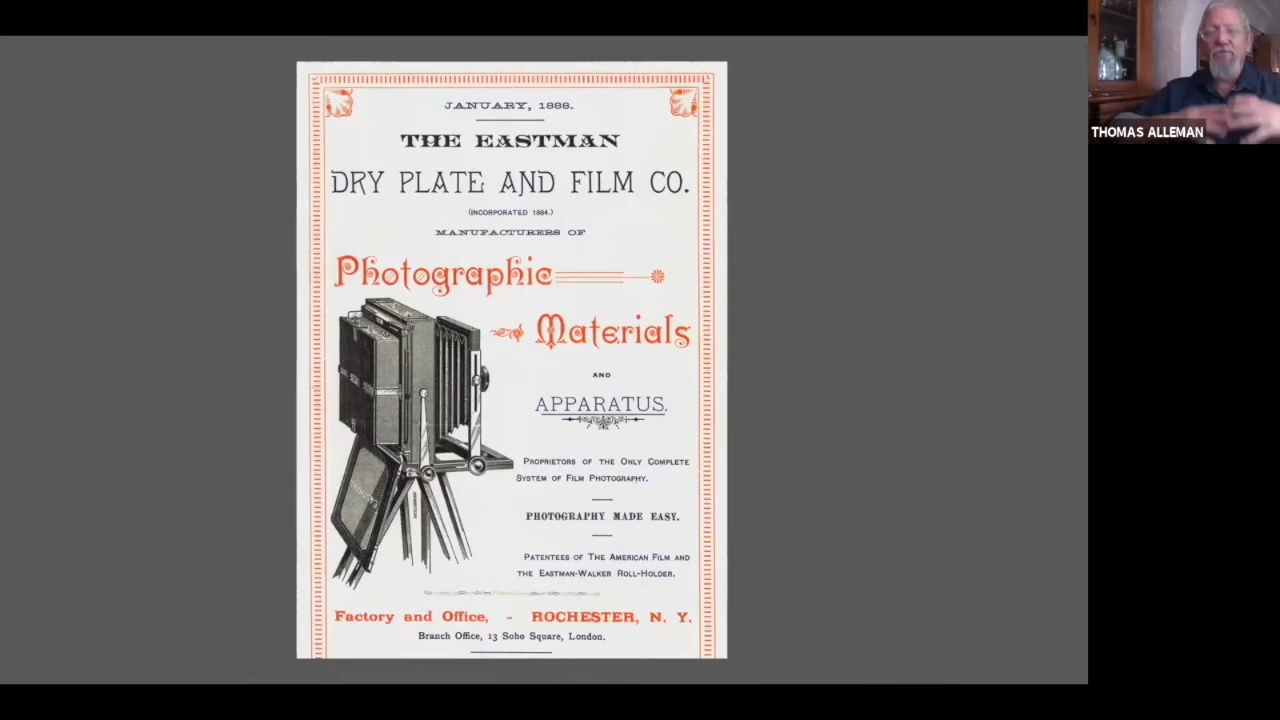 JANUARY, 1888.
THE EASTMAN
DRY PLATE AND FILM CO.
(INCORPORATED 1884.)
MANUFACTURERS OF
Photographic
Materials
AND
APPARATUS.
PROPRIETORS OF THE ONLY COMPLETE
SYSTEM OF FILM PHOTOGRAPHY.
PHOTOGRAPHY MADE EASY.
PATENTEES OF THE AMERICAN FILM AND
THE EASTMAN-WALKER ROLL-HOLDER.
Factory and Office, - ROCHESTER, N. Y.
Branch Office, 13 Soho Square, London.
THOMAS ALLEMAN